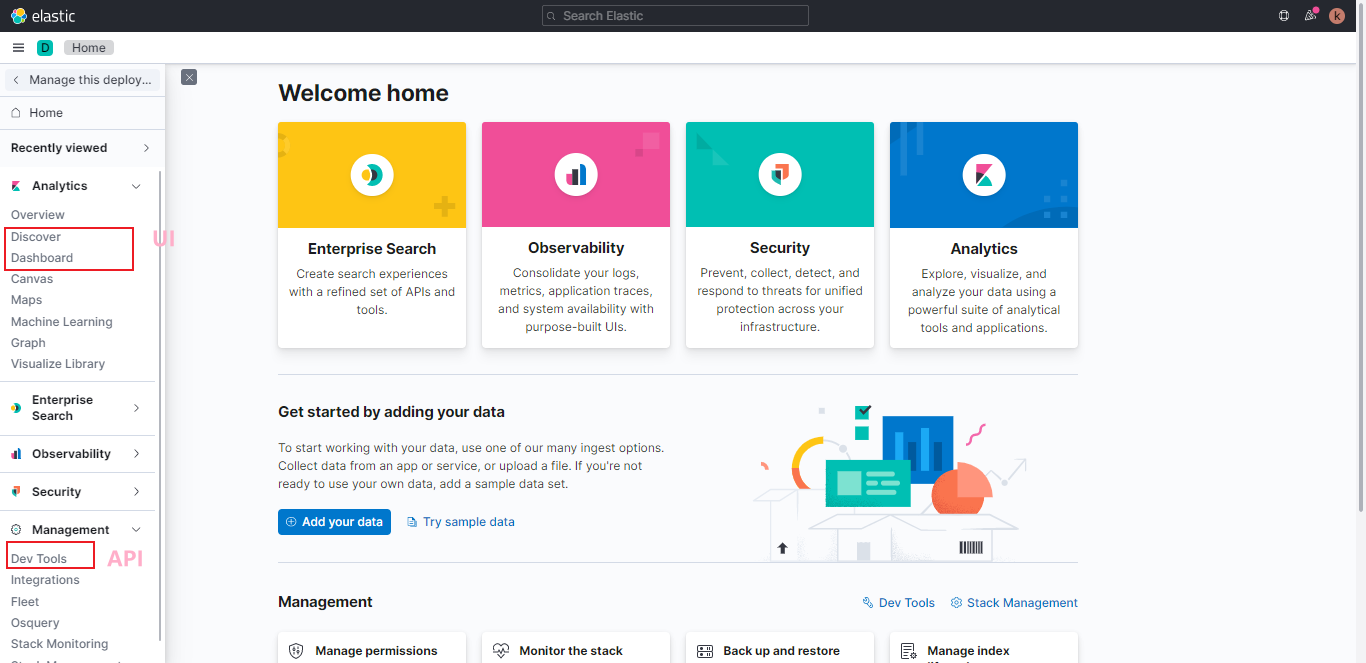 elastic
Search Elastic
k
D
Home
Manage this deploy...
Home
Recently viewed
Analytics
Overview
Discover
Dashboard
UI
Canvas
Maps
Machine Learning
Graph
Visualize Library
Enterprise
Search
Observability
Security
Management
Dev Tools
API
Integrations
Fleet
Osquery
Stack Monitoring
Welcome home
Enterprise Search
Create search experiences
with a refined set of APIs and
tools.
Observability
Consolidate your logs,
metrics, application traces,
and system availability with
purpose-built UIs.
Security
Prevent, collect, detect, and
respond to threats for unified
protection across your
infrastructure.
Analytics
Explore, visualize, and
analyze your data using a
powerful suite of analytical
tools and applications.
Get started by adding your data
To start working with your data, use one of our many ingest options.
Collect data from an app or service, or upload a file. If you're not
ready to use your own data, add a sample data set.
Add your data
Try sample data
Management
Dev Tools
Stack Management
Manage permissions
Monitor the stack
Back up and restore
Manage index